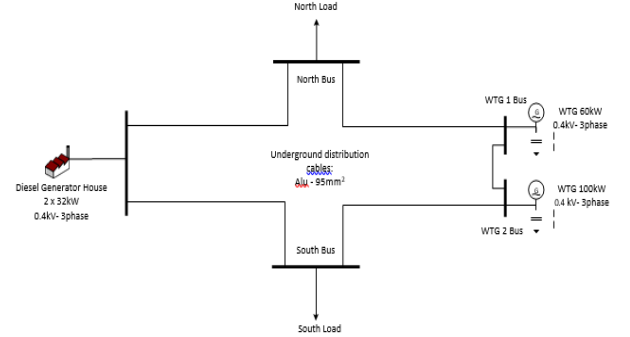 North Load
North Bus
WTG 1 Bus
G
WTG 60kW
0.4kV- 3phase
Underground distribution
cables:
Alu - 95mm²
Diesel Generator House
2 x 32kW
0.4kV- 3phase
G
WTG 100kW
0.4 kV- 3phase
WTG 2 Bus
South Bus
South Load